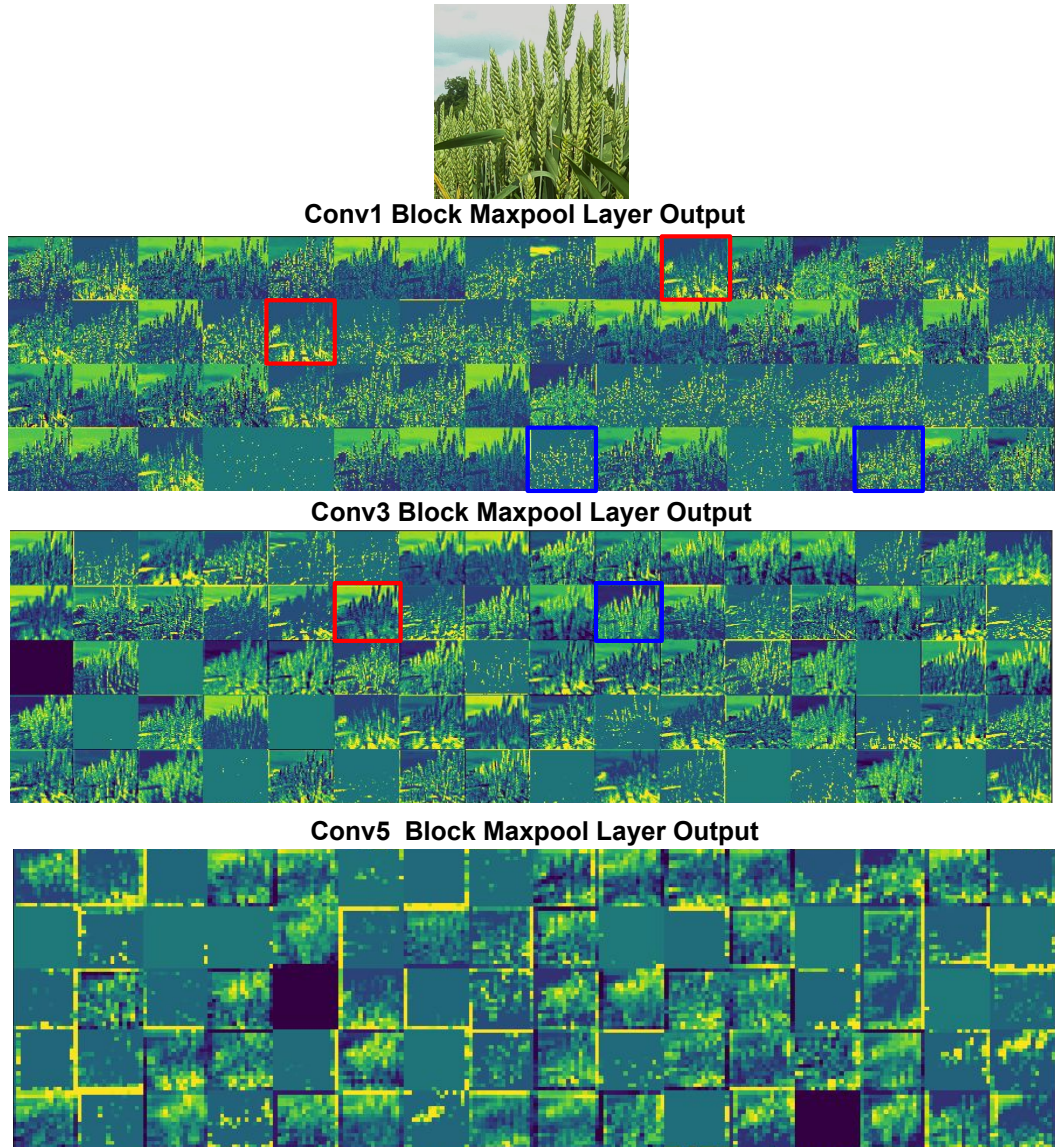 Conv1 Block Maxpool Layer Output
Conv3 Block Maxpool Layer Output
Conv5  Block Maxpool Layer Output